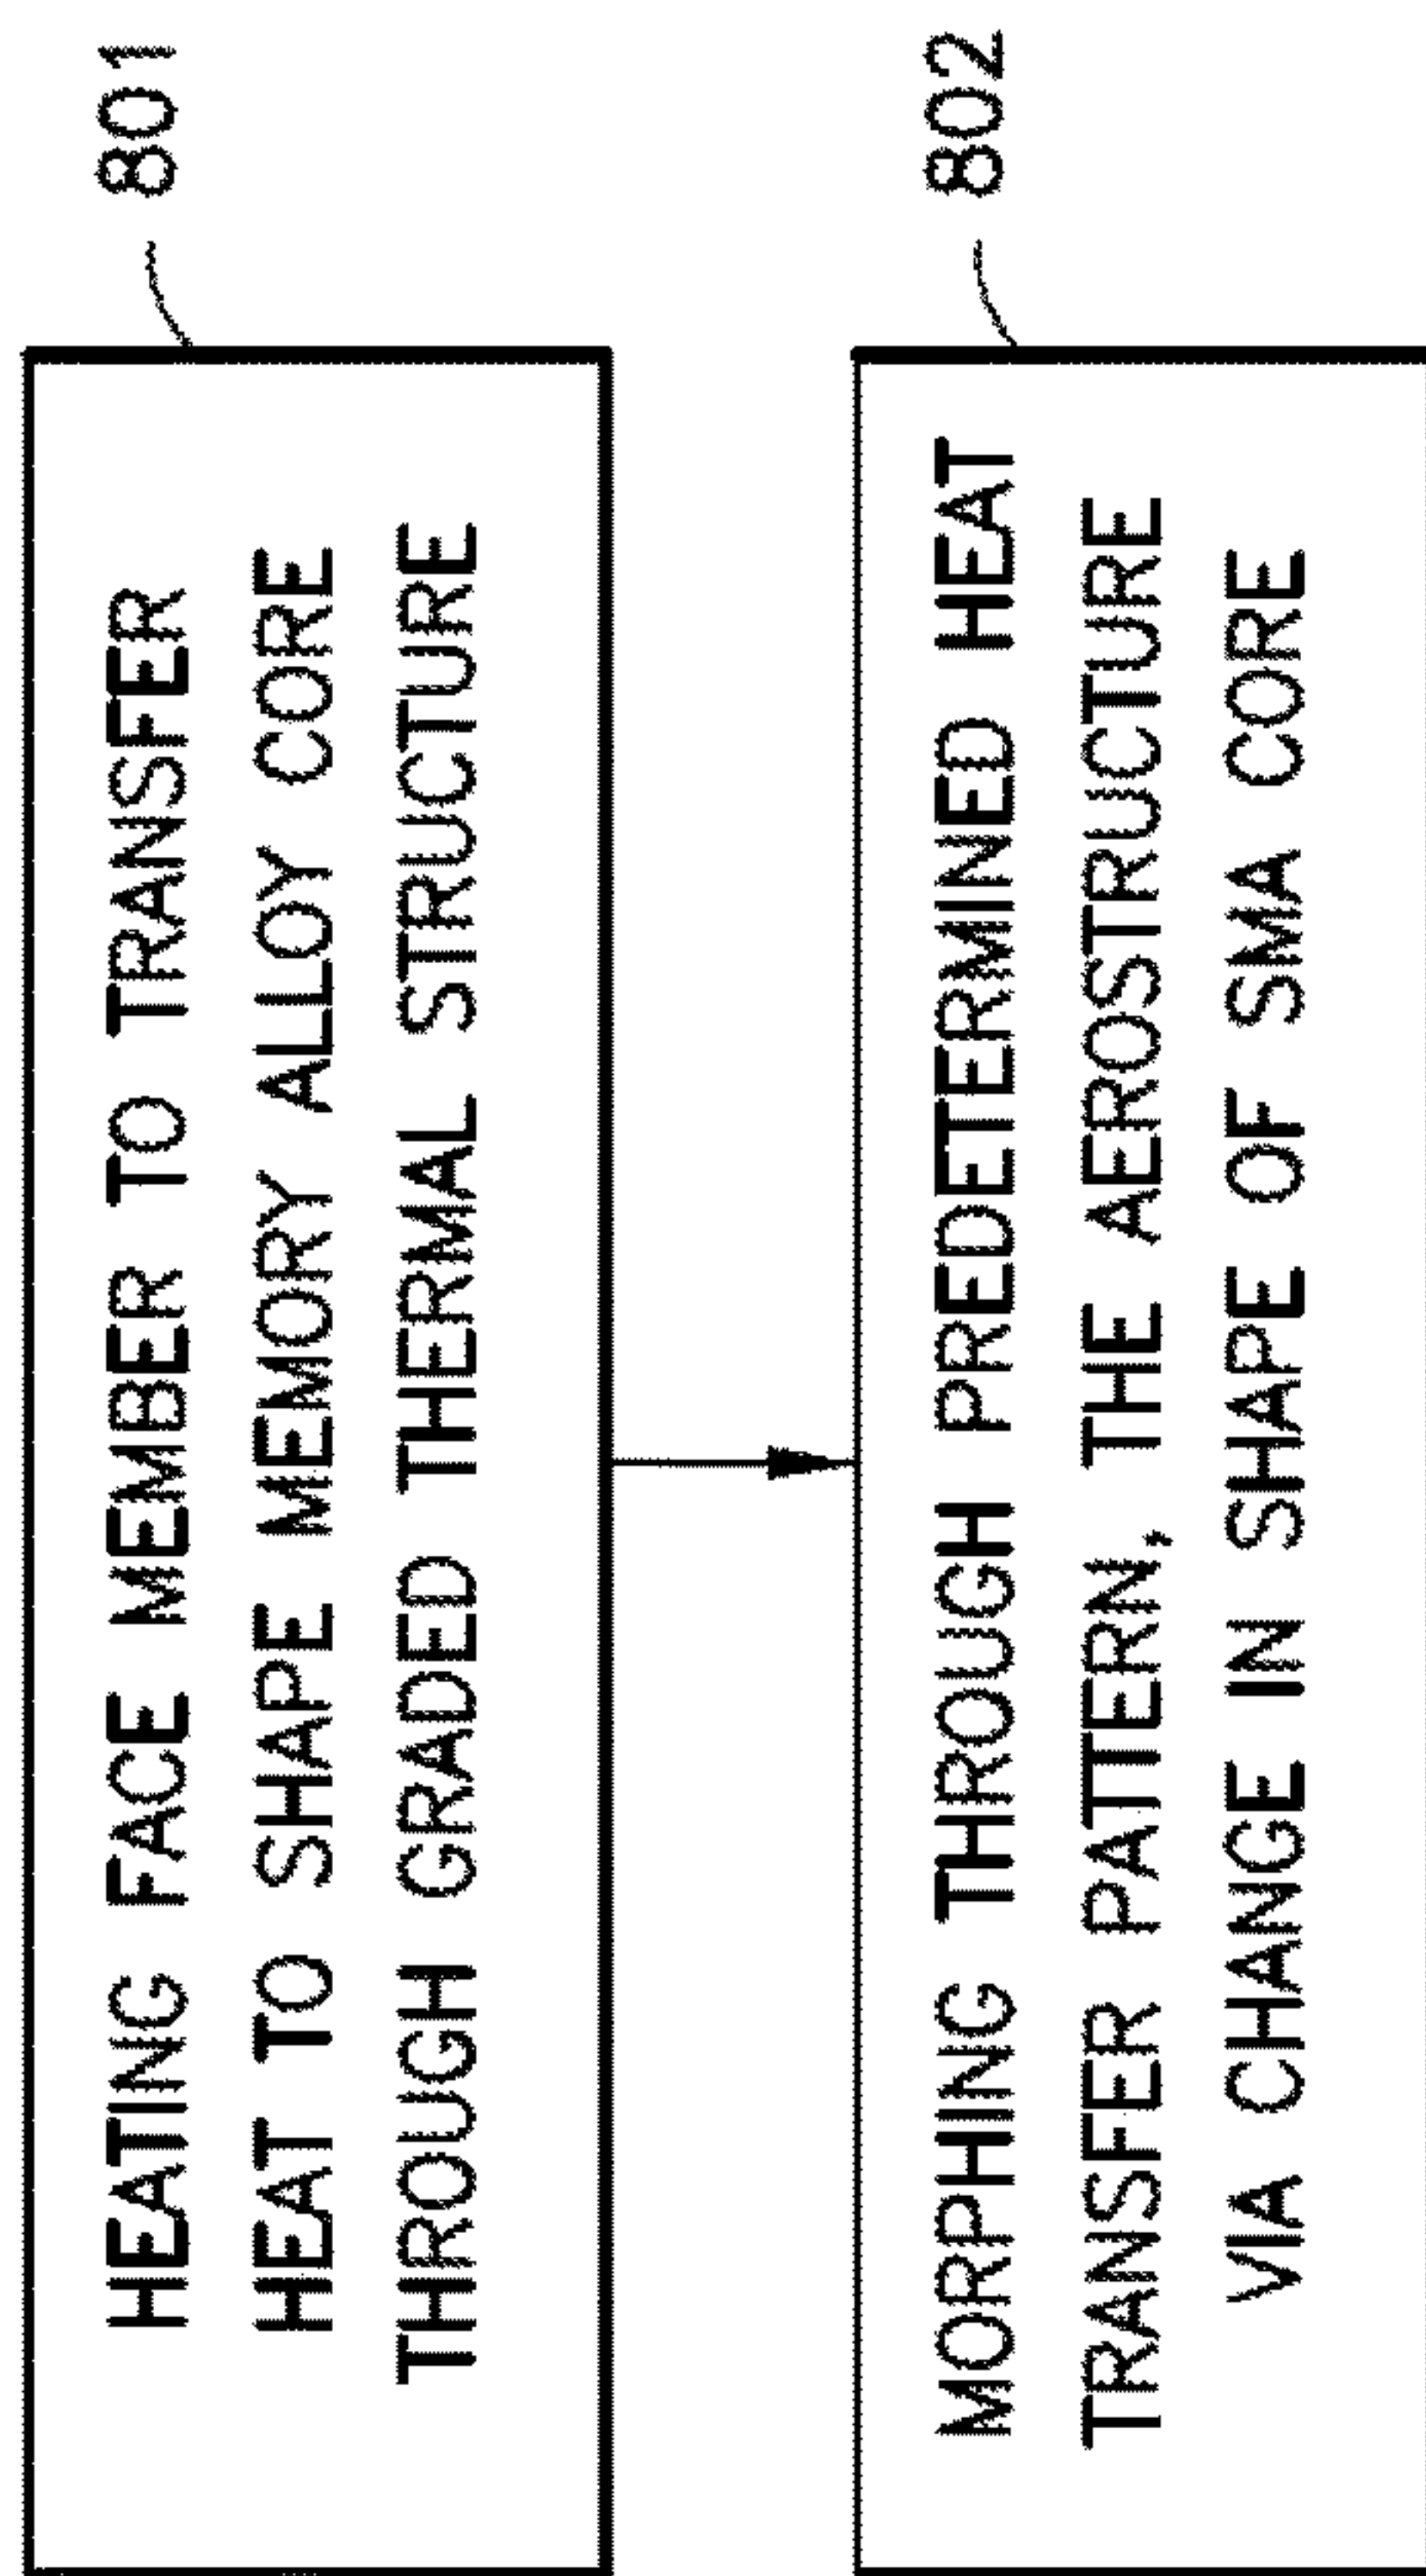 HEATING FACE MEMBER TO TRANSFER
HEAT TO SHAPE MEMORY ALLOY CORE
THROUGH GRADED THERMAL STRUCTURE
801
MORPHING THROUGH PREDETERMINED HEAT
TRANSFER PATTERN, THE AEROSTRUCTURE
VIA CHANGE IN SHAPE OF SMA CORE
802